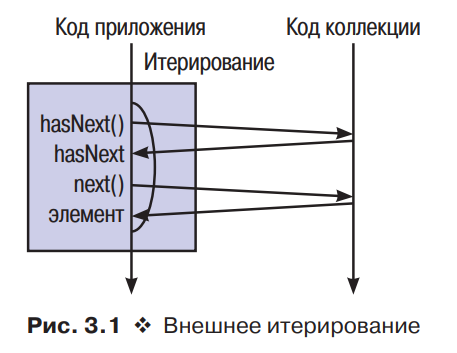 Код приложения
Код коллекции
Итерирование
hasNext()
hasNext
next()
элемент
Рис. 3.1 ❖ Внешнее итерирование